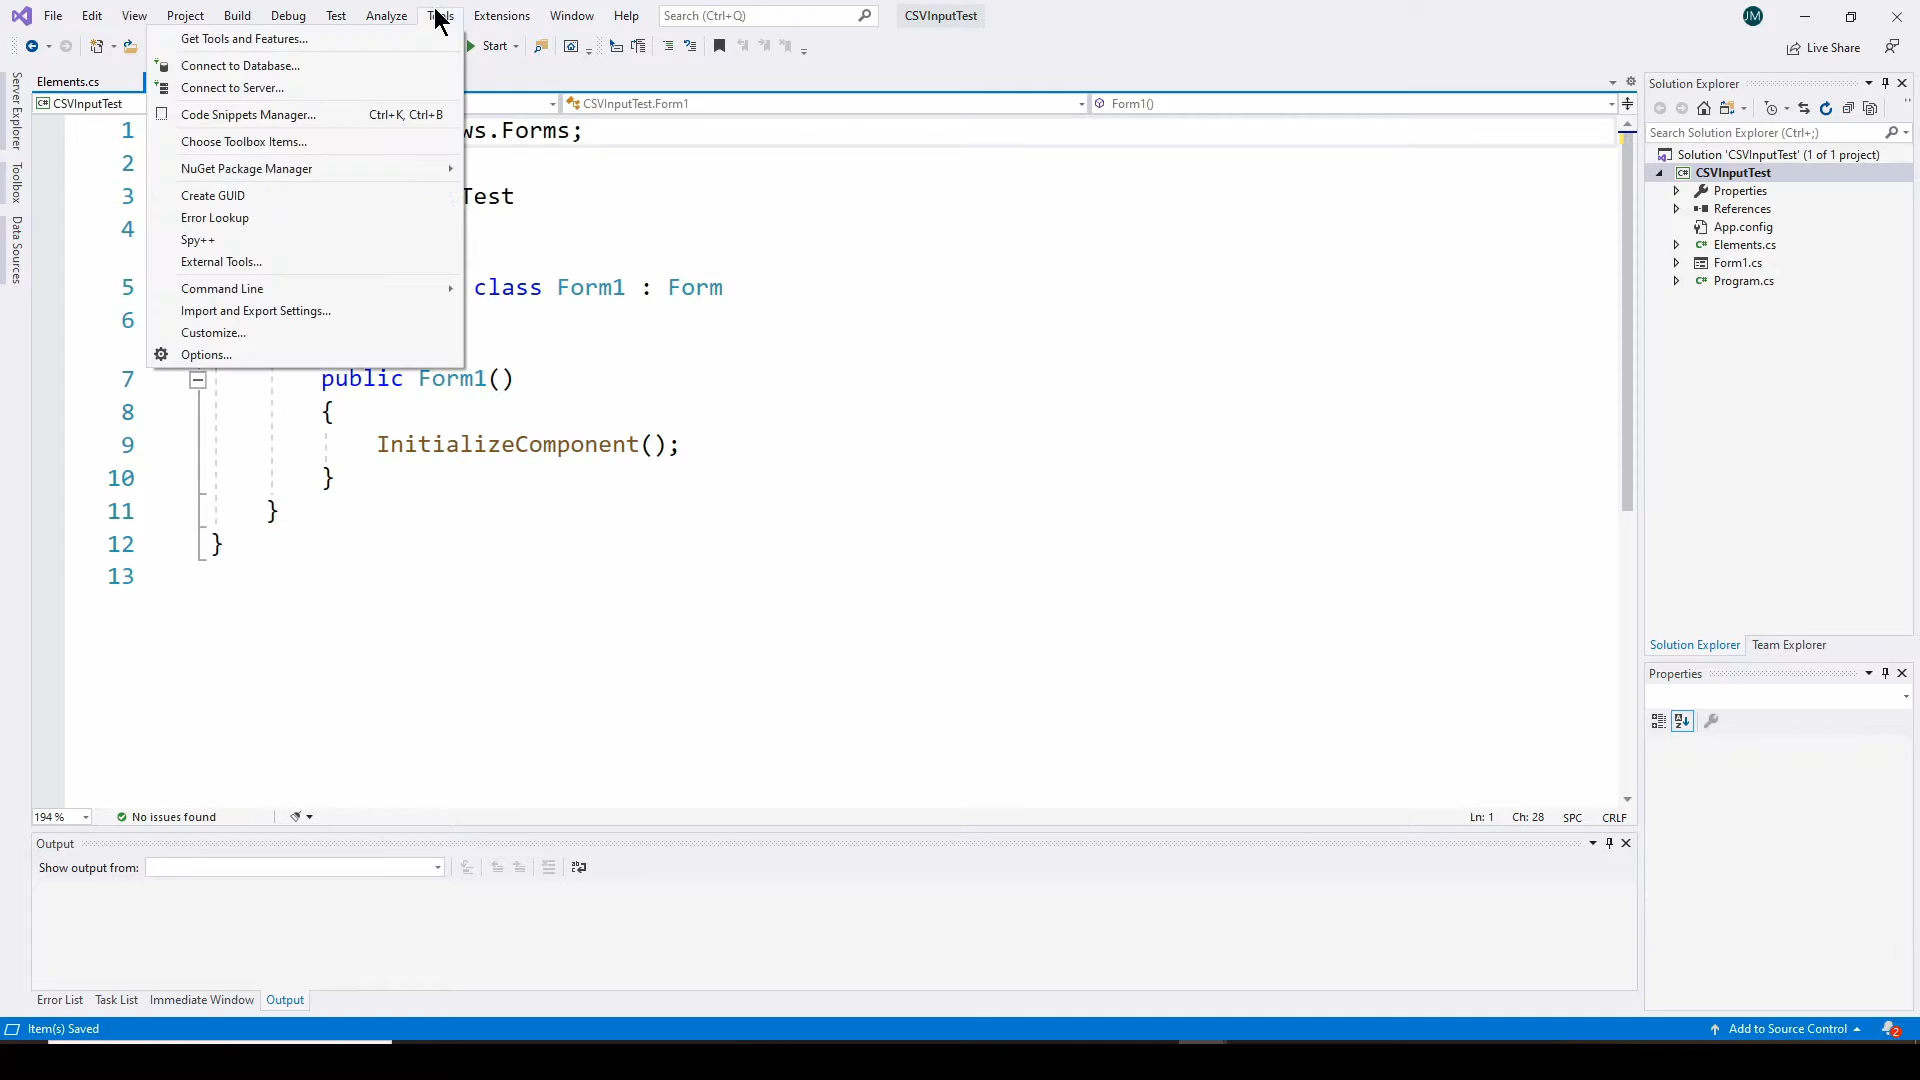 File Edit View Project Build Debug Test Analyze Tools Extensions Window Help Search (Ctrl+Q) CSVInputTest JM
Start Live Share
Get Tools and Features...
Connect to Database...
Connect to Server...
Code Snippets Manager... Ctrl+K, Ctrl+B
Choose Toolbox Items...
NuGet Package Manager
Create GUID
Error Lookup
Spy++
External Tools...
Command Line
Import and Export Settings...
Customize...
Options...
Server Explorer
Toolbox
Data Sources
Elements.cs
C# CSVInputTest CSVInputTest.Form1 Form1()
1 ws.Forms;
2
3 Test
4
5 class Form1 : Form
6
7 public Form1()
8 {
9 InitializeComponent();
10 }
11 }
12 }
13
194 % No issues found Ln: 1 Ch: 28 SPC CRLF
Output
Show output from:
Error List Task List Immediate Window Output
Item(s) Saved Add to Source Control 2
Solution Explorer
Search Solution Explorer (Ctrl+;)
Solution 'CSVInputTest' (1 of 1 project)
C# CSVInputTest
Properties
References
App.config
C# Elements.cs
Form1.cs
C# Program.cs
Solution Explorer Team Explorer
Properties